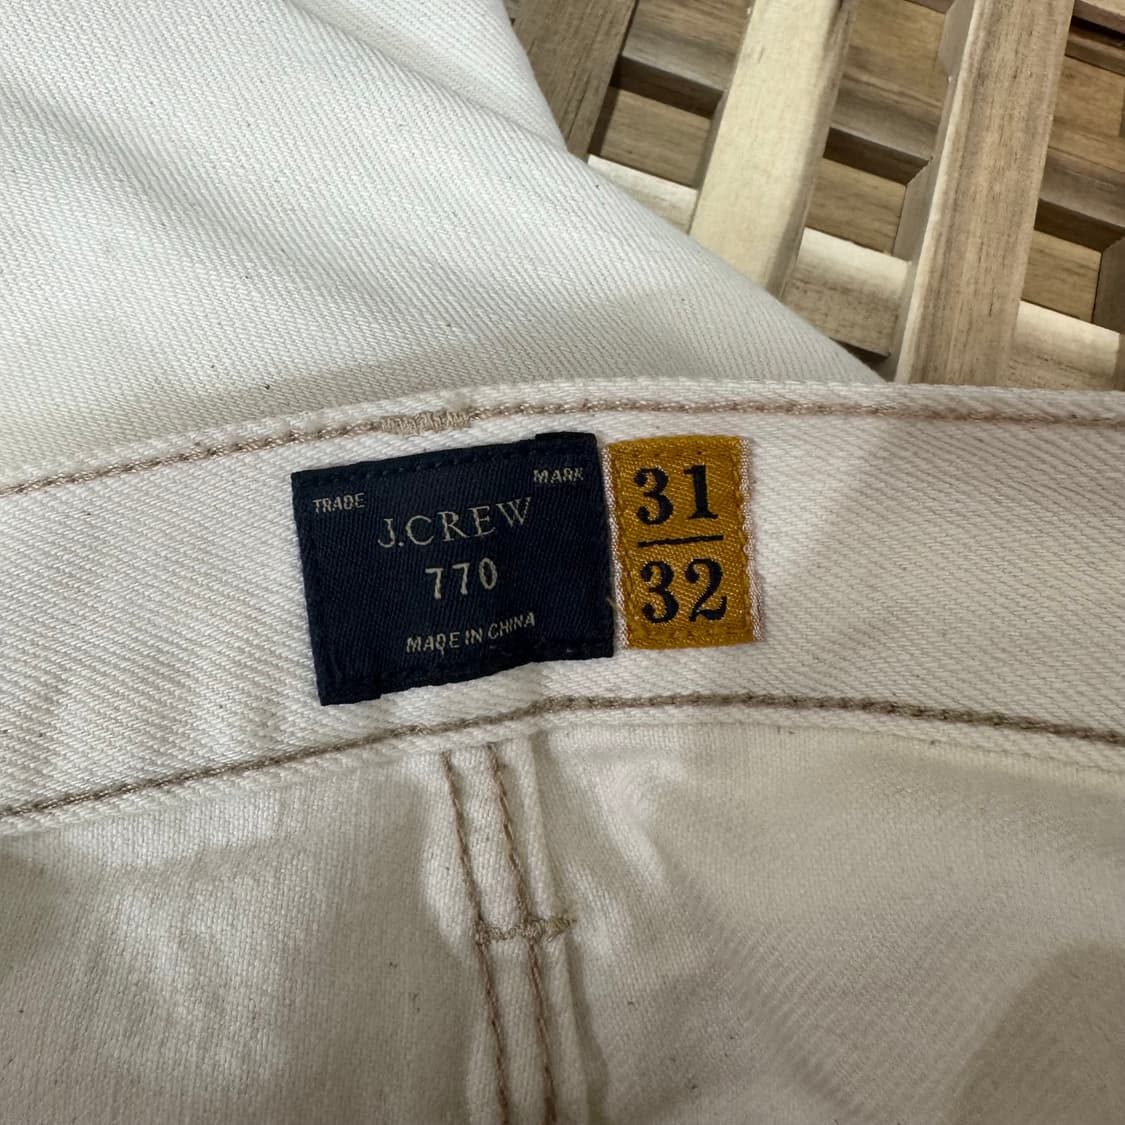 TRADE MARK
J.CREW
770
MADE IN CHINA
31
32